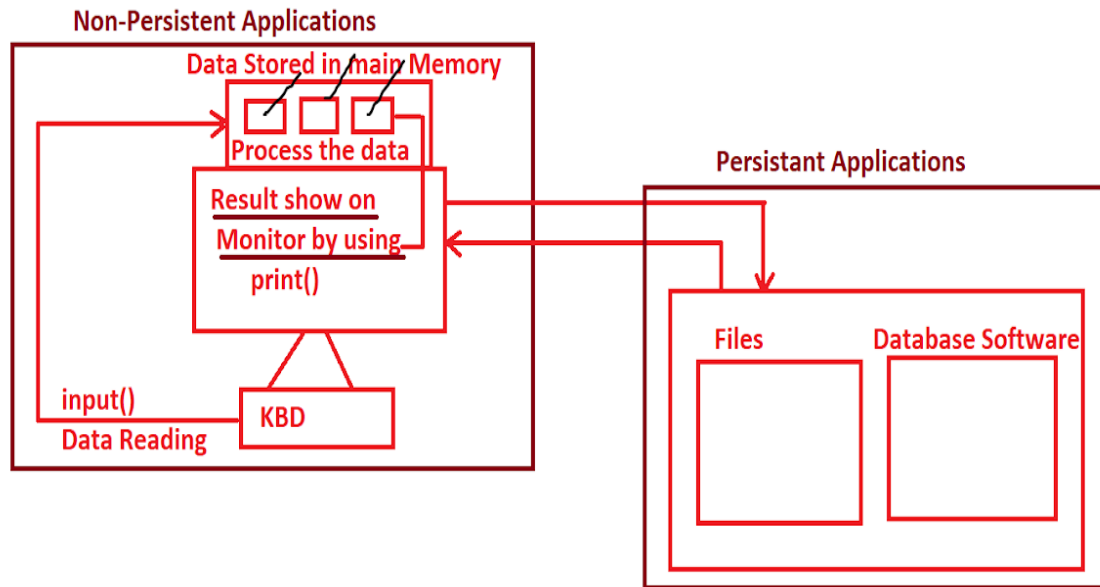 Non-Persistent Applications
Data Stored in main Memory
Process the data
Result show on
Monitor by using
print()
input()
Data Reading
KBD
Persistant Applications
Files
Database Software